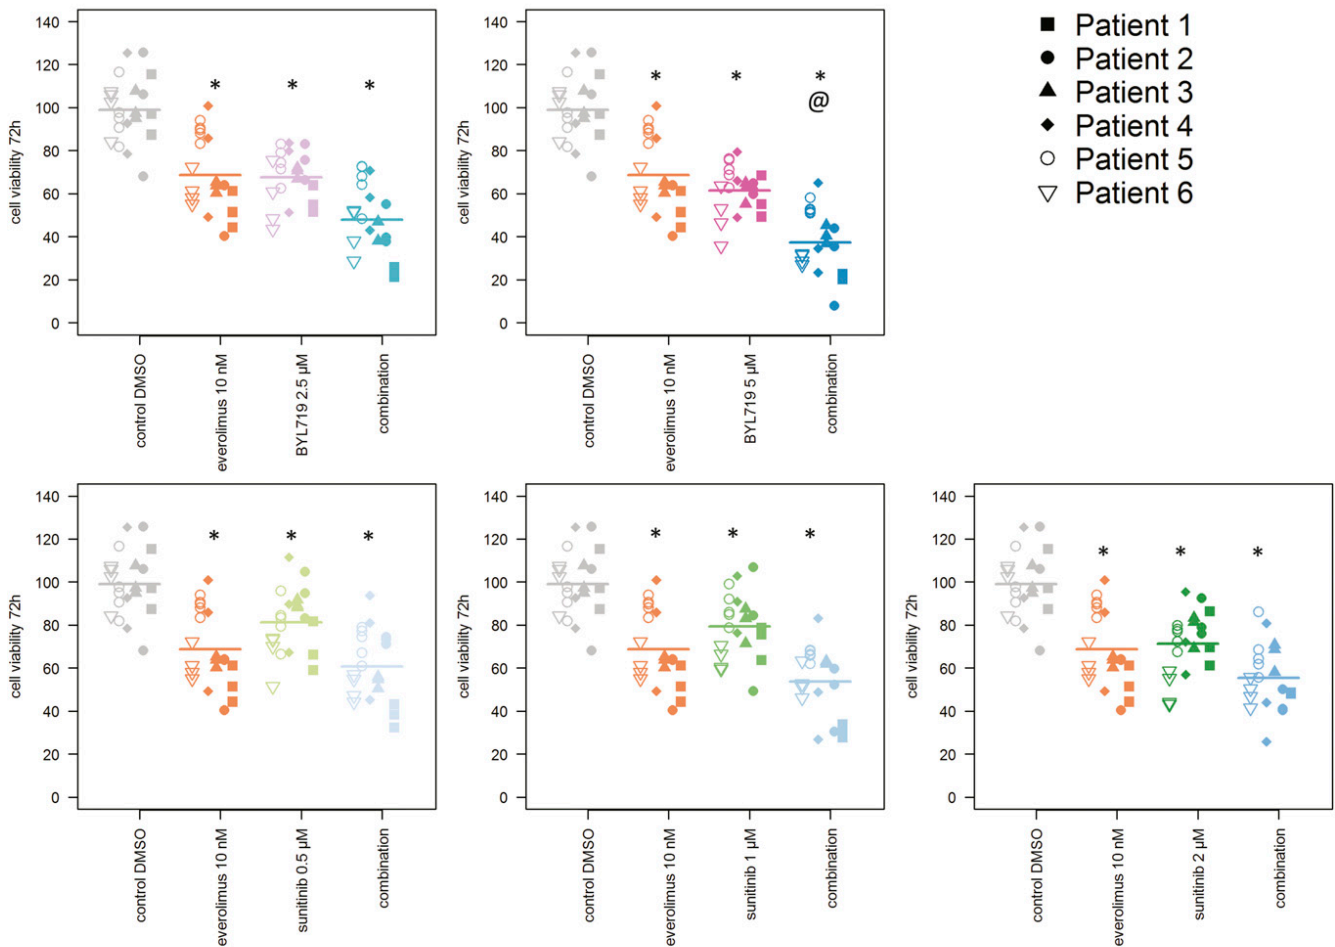 cell viability 72h
140
120
100
80
60
40
20
0
* * *
control DMSO
everolimus 10 nM
BYL719 2.5 µM
combination
cell viability 72h
140
120
100
80
60
40
20
0
* * *
@
control DMSO
everolimus 10 nM
BYL719 5 µM
combination
Patient 1
Patient 2
Patient 3
Patient 4
Patient 5
Patient 6
cell viability 72h
140
120
100
80
60
40
20
0
* * *
control DMSO
everolimus 10 nM
sunitinib 0.5 µM
combination
cell viability 72h
140
120
100
80
60
40
20
0
* * *
control DMSO
everolimus 10 nM
sunitinib 1 µM
combination
cell viability 72h
140
120
100
80
60
40
20
0
* * *
control DMSO
everolimus 10 nM
sunitinib 2 µM
combination